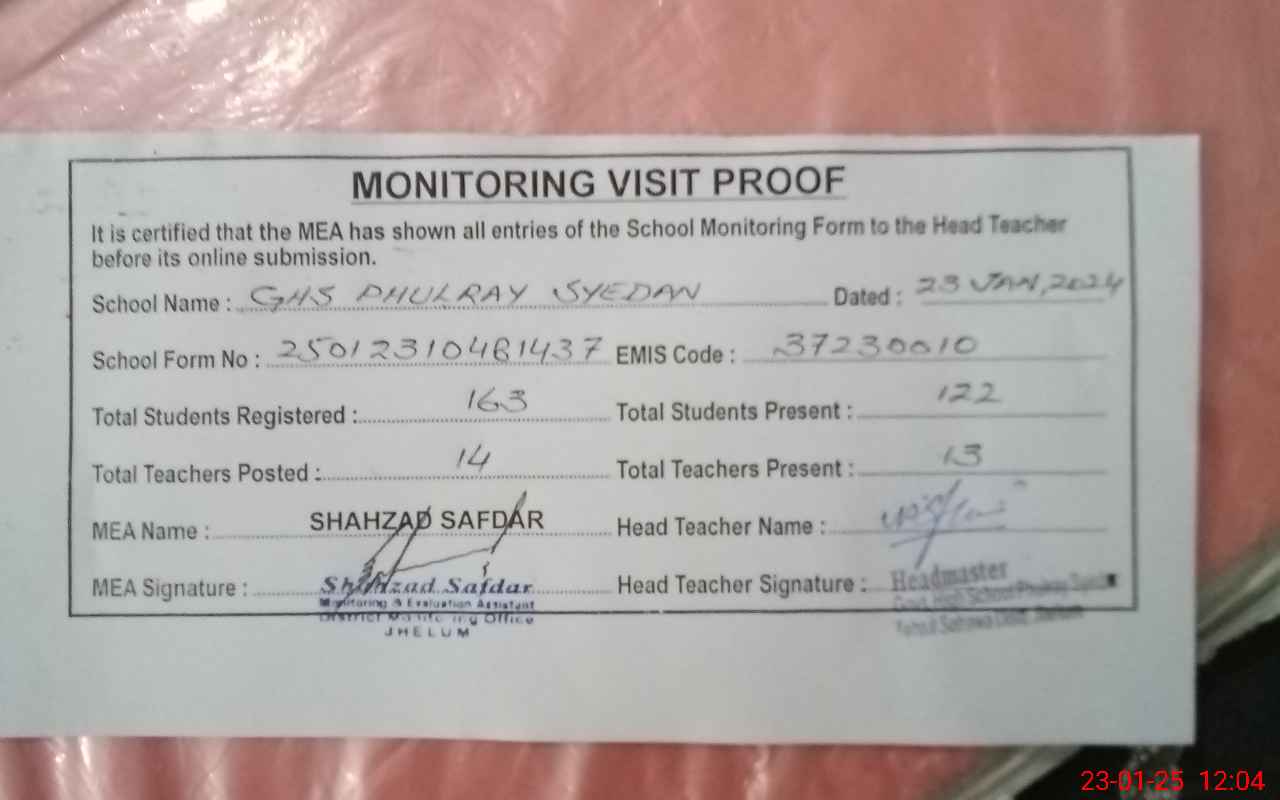 MONITORING VISIT PROOF
It is certified that the MEA has shown all entries of the School Monitoring Form to the Head Teacher
before its online submission.
School Name : GHS PHULRAY SYEDAN Dated : 23 JAN, 2024
School Form No : 25012310481437 EMIS Code : 37230010
Total Students Registered : 163 Total Students Present : 122
Total Teachers Posted : 14 Total Teachers Present : 13
MEA Name : SHAHZAD SAFDAR Head Teacher Name :
MEA Signature : Shahzad Safdar Head Teacher Signature : Headmaster
Monitoring & Evaluation Assistant
District Monitoring Office
JHELUM
23-01-25 12:04